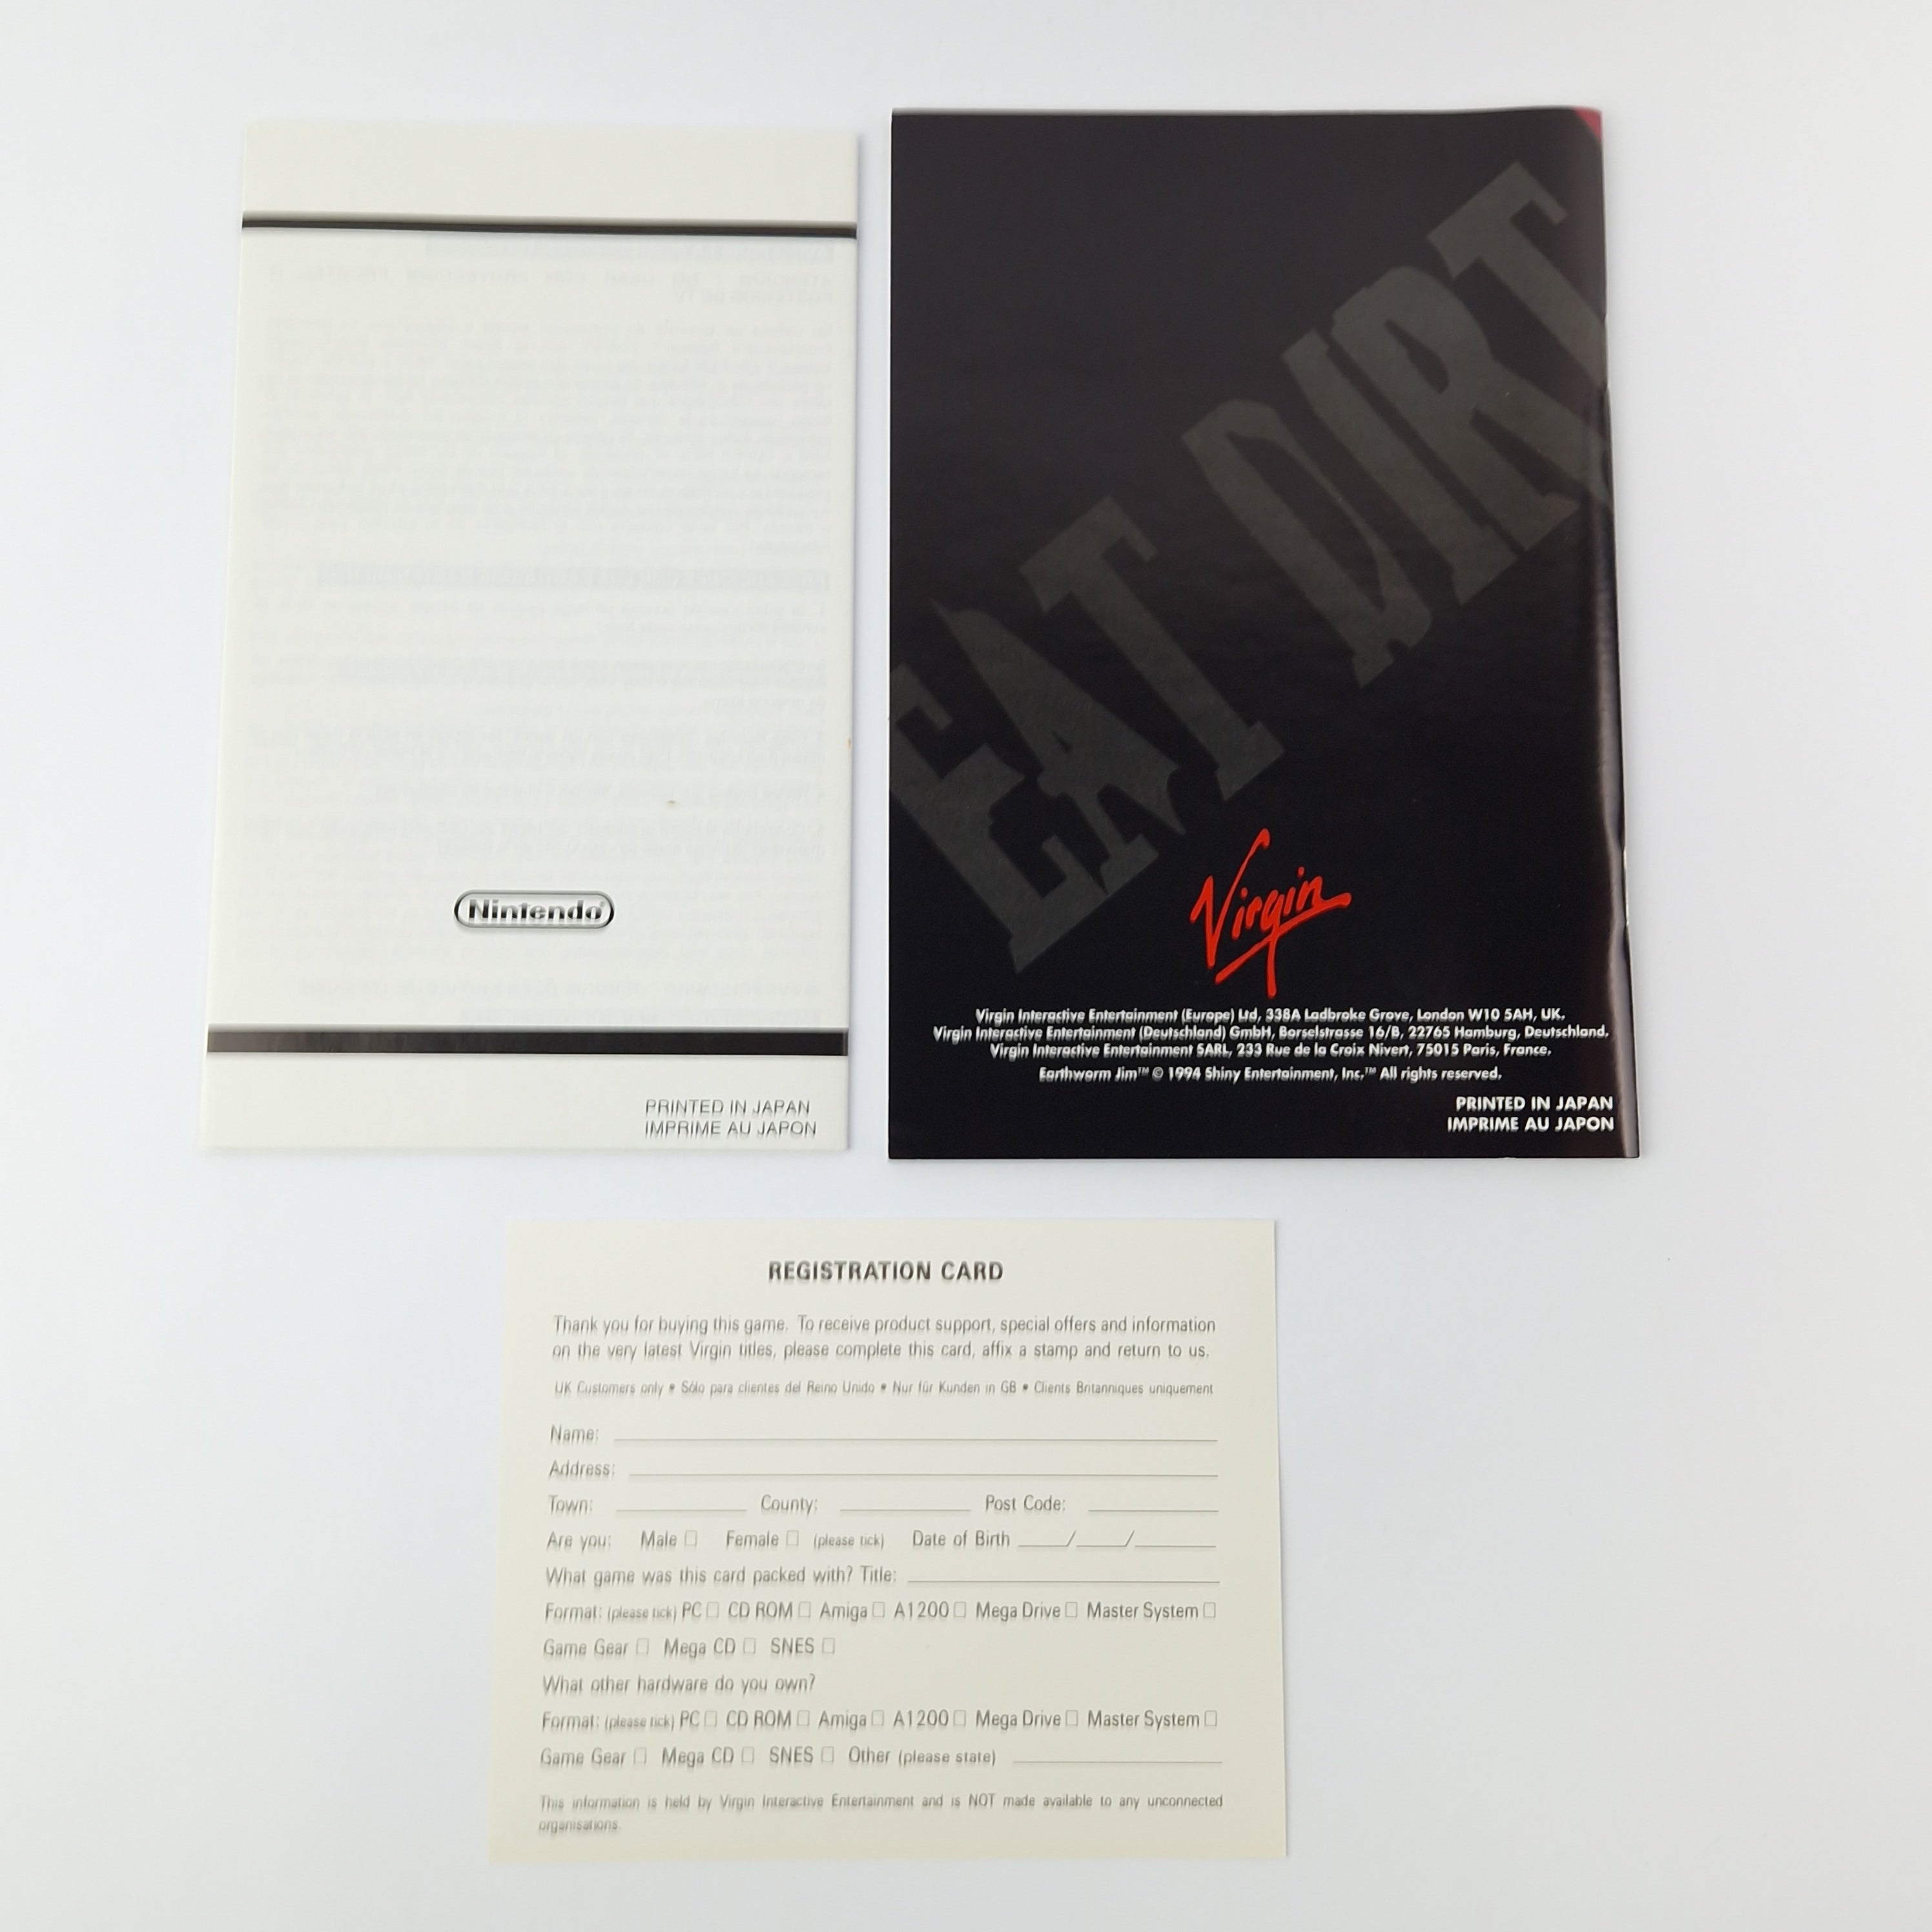 Nintendo
PRINTED IN JAPAN
IMPRIME AU JAPON
EAT DIRT
Virgin
Virgin Interactive Entertainment (Europe) Ltd, 338A Ladbroke Grove, London W10 5AH, UK.
Virgin Interactive Entertainment (Deutschland) GmbH, Borselstrasse 16/B, 22765 Hamburg, Deutschland.
Virgin Interactive Entertainment SARL, 233 Rue de la Croix Nivert, 75015 Paris, France.
Earthworm Jim™ © 1994 Shiny Entertainment, Inc.™ All rights reserved.
PRINTED IN JAPAN
IMPRIME AU JAPON
REGISTRATION CARD
Thank you for buying this game. To receive product support, special offers and information
on the very latest Virgin titles, please complete this card, affix a stamp and return to us.
UK Customers only • Sólo para clientes del Reino Unido • Nur für Kunden in GB • Clients Britanniques uniquement
Name:
Address:
Town: County: Post Code:
Are you: Male □ Female □ (please tick) Date of Birth ____/____/____
What game was this card packed with? Title:
Format: (please tick) PC □ CD ROM □ Amiga □ A1200 □ Mega Drive □ Master System □
Game Gear □ Mega CD □ SNES □
What other hardware do you own?
Format: (please tick) PC □ CD ROM □ Amiga □ A1200 □ Mega Drive □ Master System □
Game Gear □ Mega CD □ SNES □ Other (please state)
This information is held by Virgin Interactive Entertainment and is NOT made available to any unconnected
organisations.